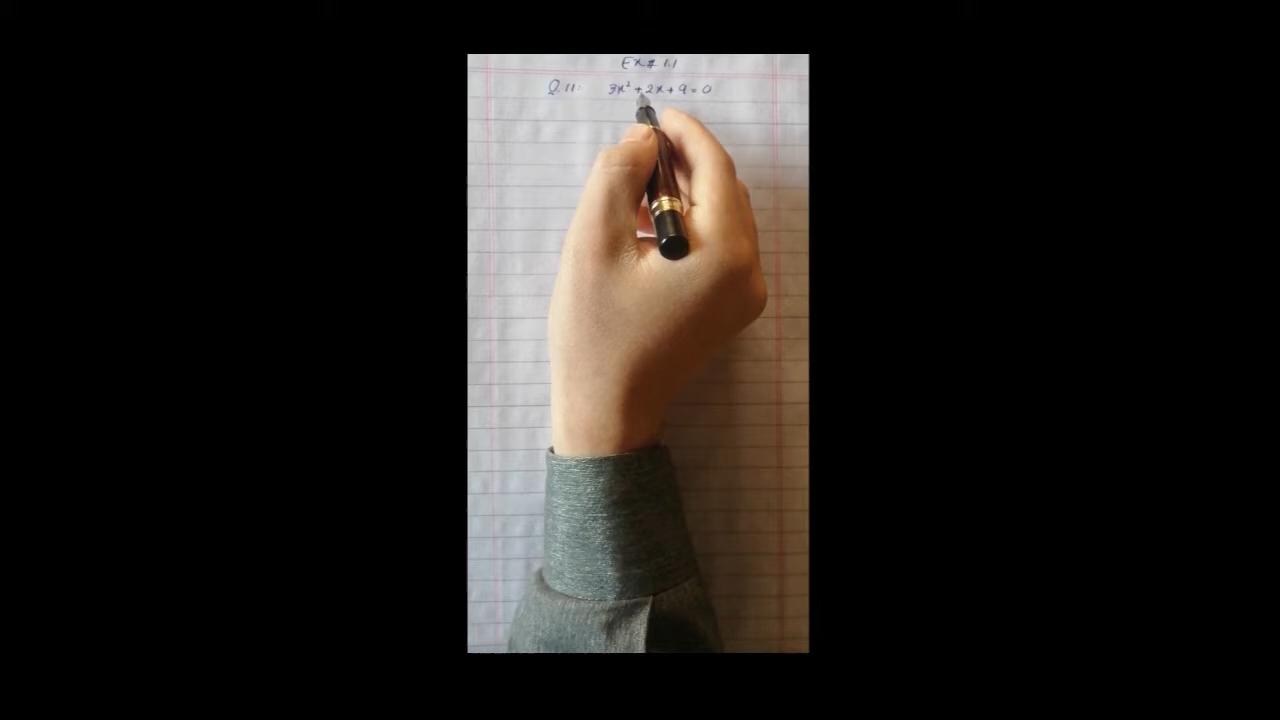 Ex # 1.1
Q.11: 3x² + 2x + 9 = 0